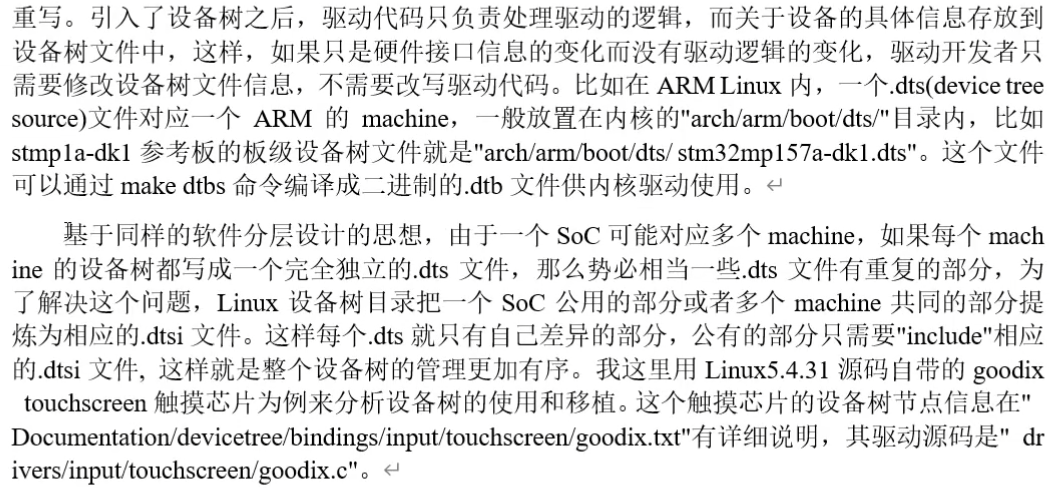 重写。引入了设备树之后，驱动代码只负责处理驱动的逻辑，而关于设备的具体信息存放到
设备树文件中，这样，如果只是硬件接口信息的变化而没有驱动逻辑的变化，驱动开发者只
需要修改设备树文件信息，不需要改写驱动代码。比如在 ARM Linux 内，一个.dts(device tree
source)文件对应一个 ARM 的 machine，一般放置在内核的"arch/arm/boot/dts/"目录内，比如
stmp1a-dk1 参考板的板级设备树文件就是"arch/arm/boot/dts/ stm32mp157a-dk1.dts"。这个文件
可以通过 make dtbs 命令编译成二进制的.dtb 文件供内核驱动使用。↵
基于同样的软件分层设计的思想，由于一个 SoC 可能对应多个 machine，如果每个 mach
ine 的设备树都写成一个完全独立的.dts 文件，那么势必相当一些.dts 文件有重复的部分，为
了解决这个问题，Linux 设备树目录把一个 SoC 公用的部分或者多个 machine 共同的部分提
炼为相应的.dtsi 文件。这样每个.dts 就只有自己差异的部分，公有的部分只需要"include"相应
的.dtsi 文件, 这样就是整个设备树的管理更加有序。我这里用 Linux5.4.31 源码自带的 goodix
touchscreen 触摸芯片为例来分析设备树的使用和移植。这个触摸芯片的设备树节点信息在"
Documentation/devicetree/bindings/input/touchscreen/goodix.txt"有详细说明，其驱动源码是" dr
ivers/input/touchscreen/goodix.c"。↵